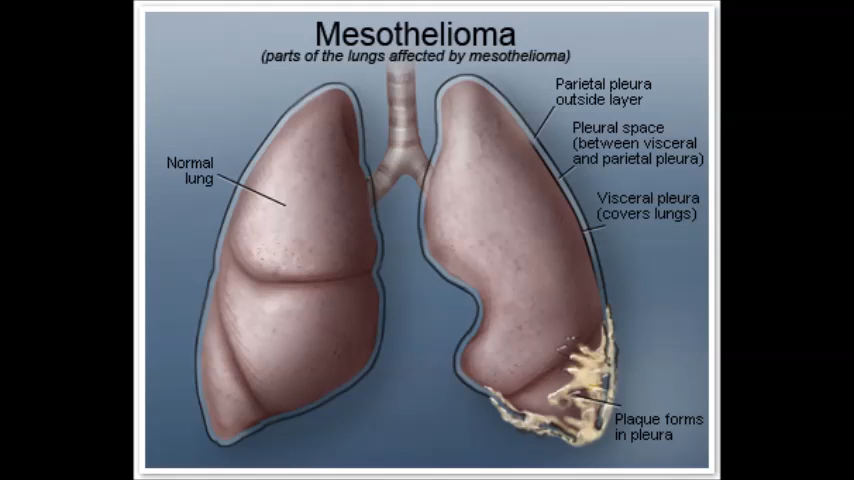 Mesothelioma
(parts of the lungs affected by mesothelioma)
Parietal pleura
outside layer
Pleural space
(between visceral
and parietal pleura)
Normal
lung
Visceral pleura
(covers lungs)
Plaque forms
in pleura